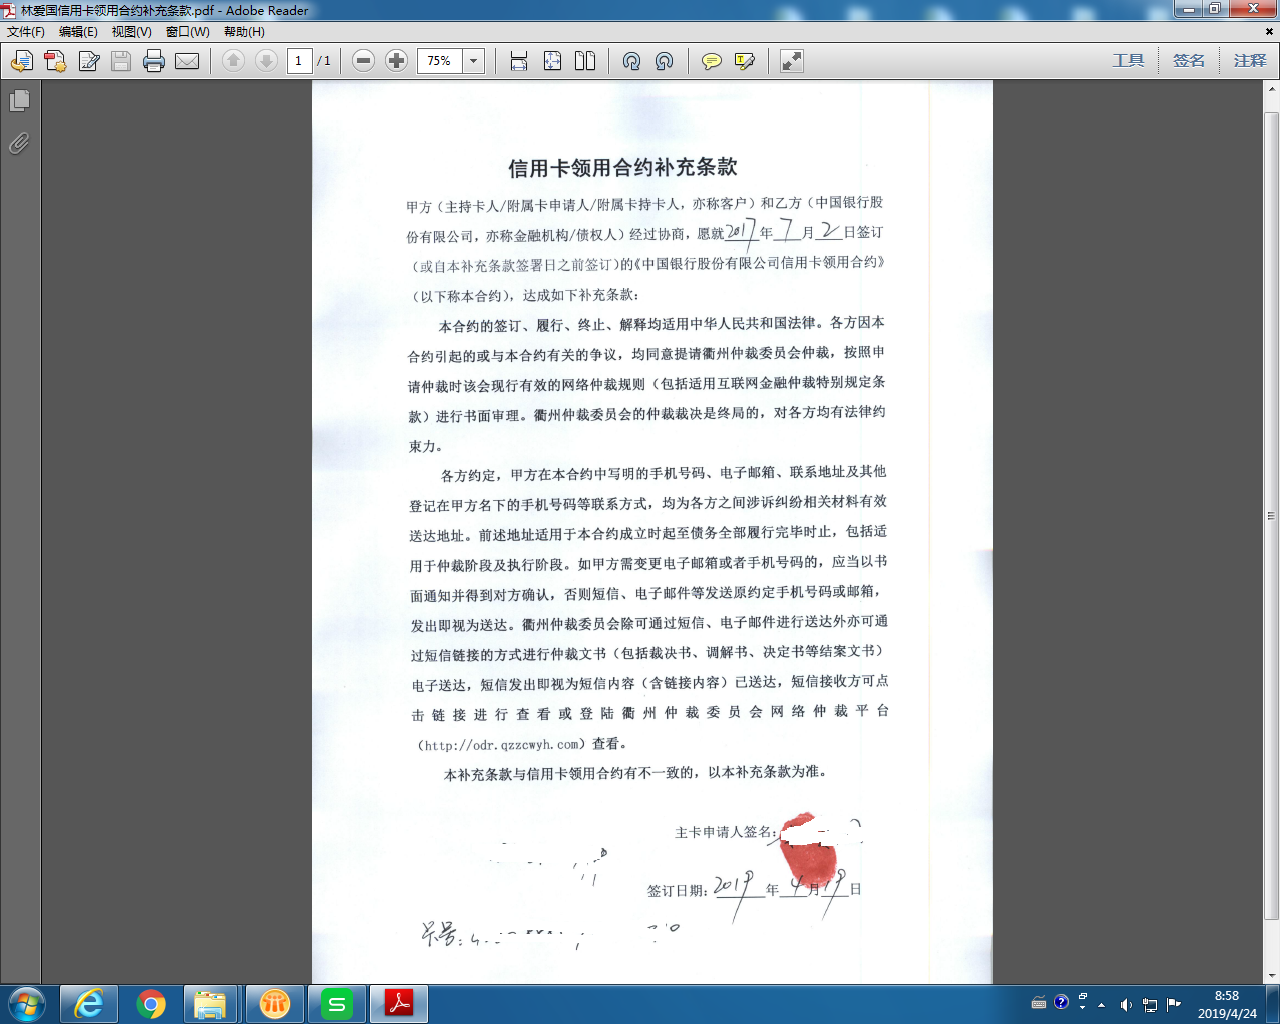 林爱国信用卡领用合约补充条款.pdf - Adobe Reader
文件(F) 编辑(E) 视图(V) 窗口(W) 帮助(H)
1 / 1 75% 工具 签名 注释
信用卡领用合约补充条款
甲方（主持卡人/附属卡申请人/附属卡持卡人，亦称客户）和乙方（中国银行股
份有限公司，亦称金融机构/债权人）经过协商，愿就2017年7月2日签订
（或自本补充条款签署日之前签订）的《中国银行股份有限公司信用卡领用合约》
（以下称本合约），达成如下补充条款：
本合约的签订、履行、终止、解释均适用中华人民共和国法律。各方因本
合约引起的或与本合约有关的争议，均同意提请衢州仲裁委员会仲裁，按照申
请仲裁时该会现行有效的网络仲裁规则（包括适用互联网金融仲裁特别规定条
款）进行书面审理。衢州仲裁委员会的仲裁裁决是终局的，对各方均有法律约
束力。
各方约定，甲方在本合约中写明的手机号码、电子邮箱、联系地址及其他
登记在甲方名下的手机号码等联系方式，均为各方之间涉诉纠纷相关材料有效
送达地址。前述地址适用于本合约成立时起至债务全部履行完毕时止，包括适
用于仲裁阶段及执行阶段。如甲方需变更电子邮箱或者手机号码的，应当以书
面通知并得到对方确认，否则短信、电子邮件等发送原约定手机号码或邮箱，
发出即视为送达。衢州仲裁委员会除可通过短信、电子邮件进行送达外亦可通
过短信链接的方式进行仲裁文书（包括裁决书、调解书、决定书等结案文书）
电子送达，短信发出即视为短信内容（含链接内容）已送达，短信接收方可点
击链接进行查看或登陆衢州仲裁委员会网络仲裁平台
（http://odr.qzzcwyh.com）查看。
本补充条款与信用卡领用合约有不一致的，以本补充条款为准。
主卡申请人签名：
签订日期：2019年4月19日
卡号：
8:58
2019/4/24